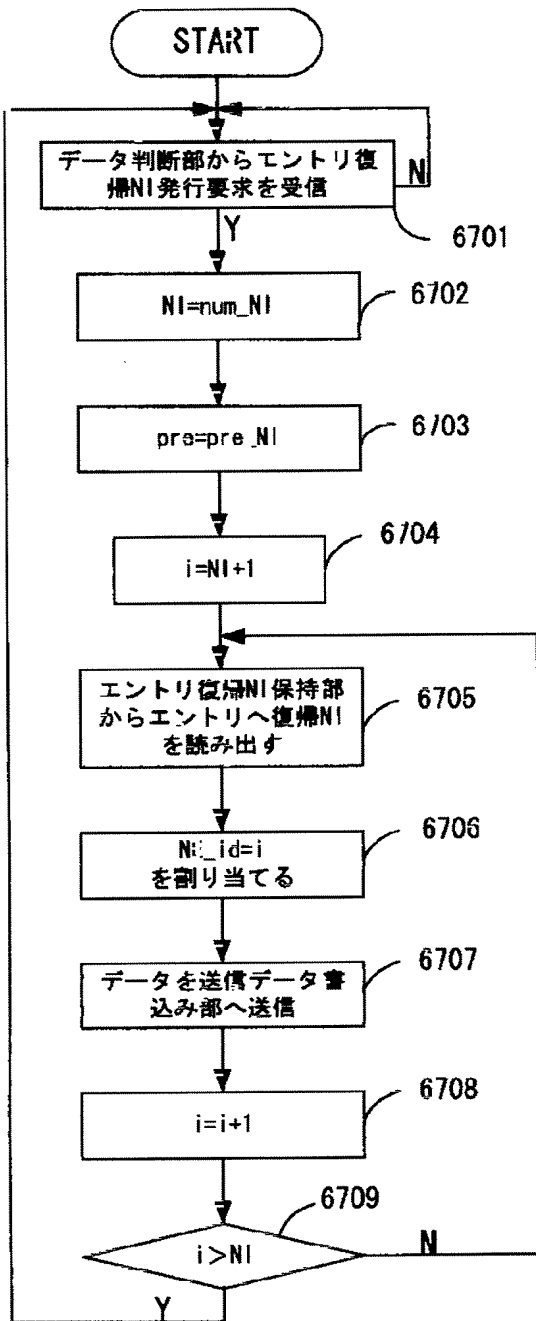 START
データ判断部からエントリ復
帰NI発行要求を受信
N
Y
6701
NI=num_NI
6702
pre=pre_NI
6703
i=NI+1
6704
エントリ復帰NI保持部
からエントリへ復帰NI
を読み出す
6705
NE_id=i
を割り当てる
6706
データを送信データ書
込み部へ送信
6707
i=i+1
6708
6709
i>NI
N
Y